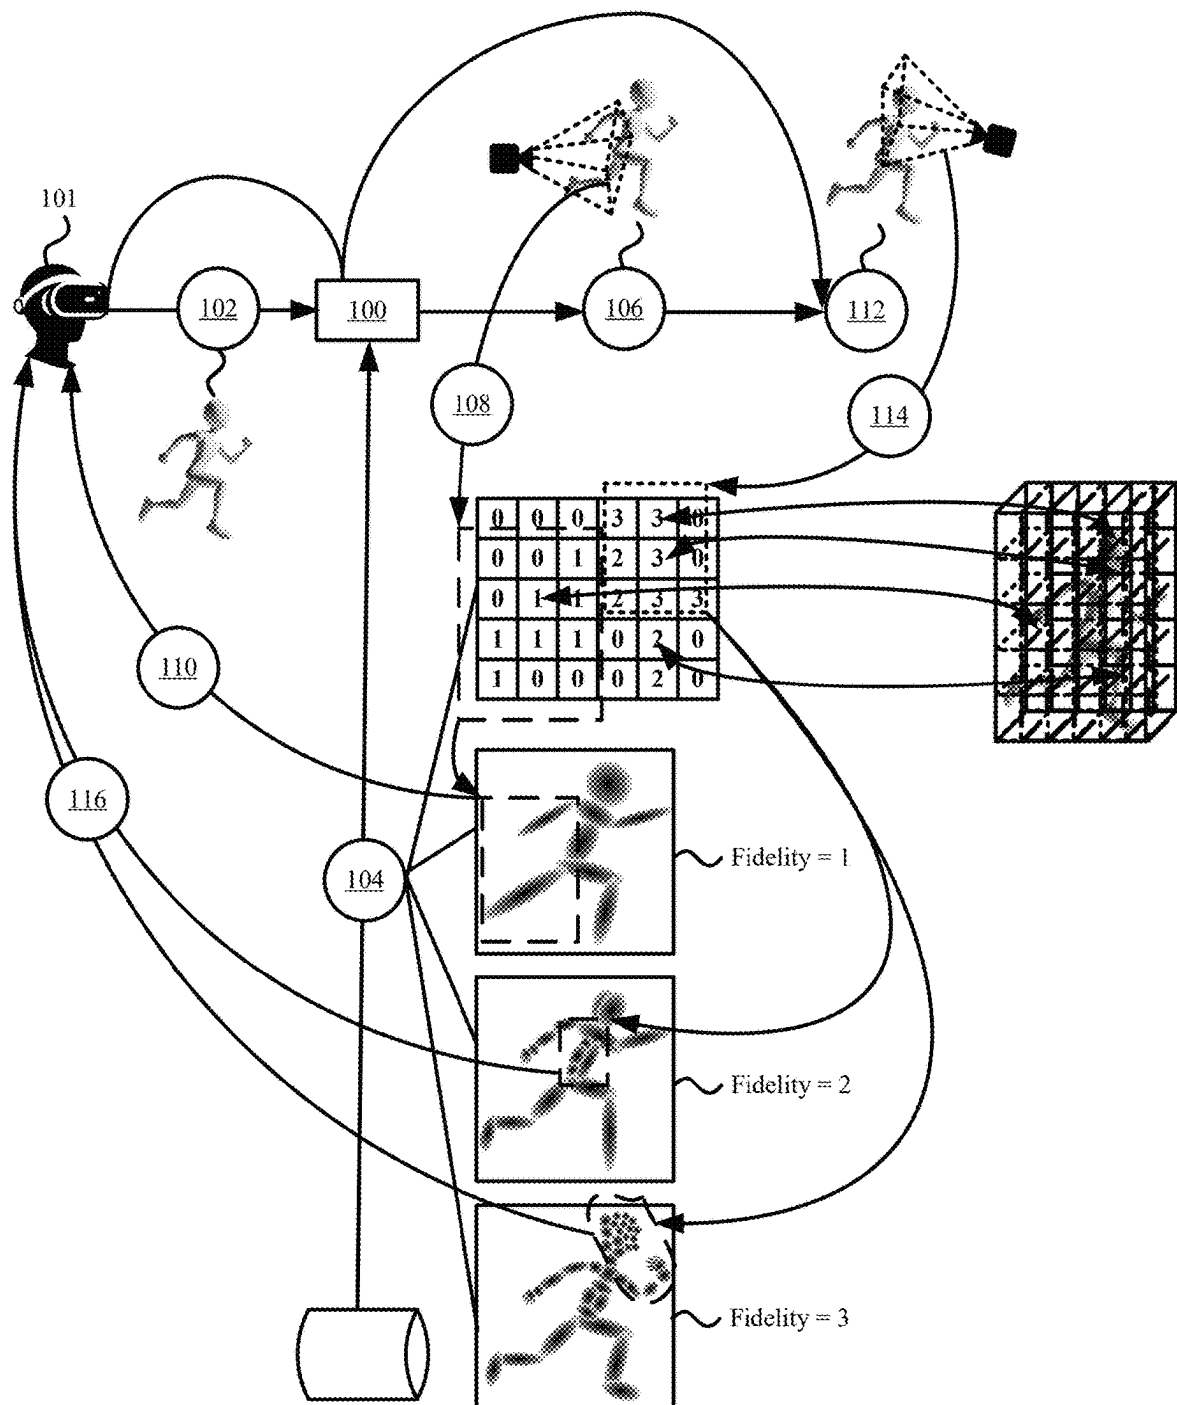 101
102
100
106
112
108
114
0 0 0 3 3 0
0 0 1 2 3 0
0 1 1 2 3 3
1 1 1 0 2 0
1 0 0 0 2 0
110
116
104
Fidelity = 1
Fidelity = 2
Fidelity = 3